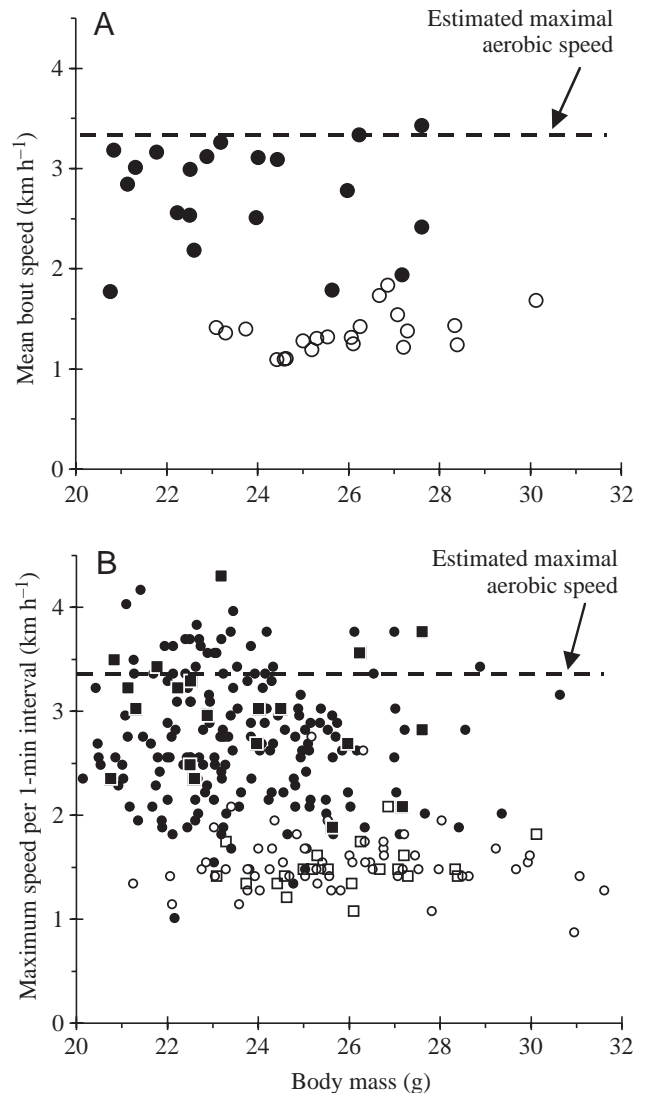 A
Estimated maximal
aerobic speed
4
3
2
1
0
Mean bout speed (km h⁻¹)
20 22 24 26 28 30 32
B
Estimated maximal
aerobic speed
4
3
2
1
0
Maximum speed per 1-min interval (km h⁻¹)
20 22 24 26 28 30 32
Body mass (g)